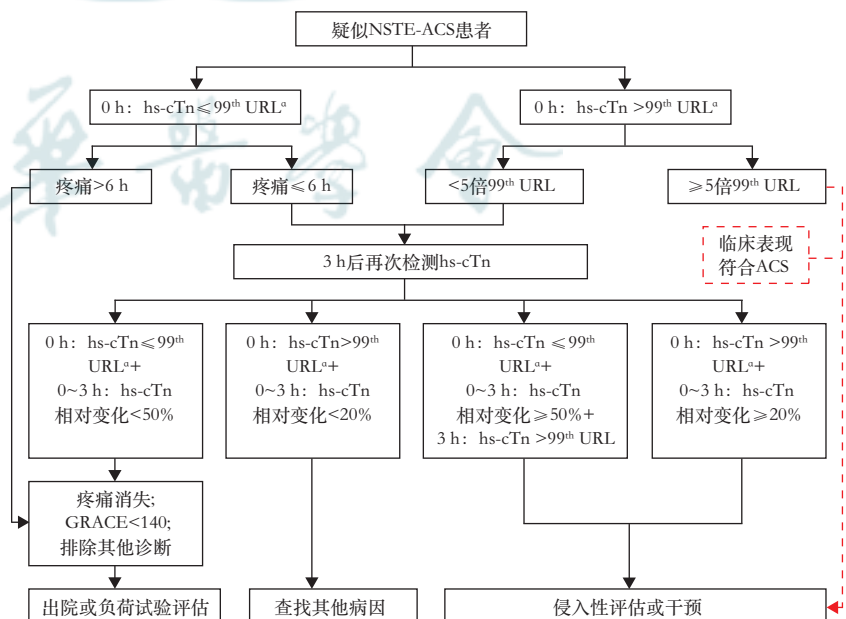 疑似NSTE-ACS患者
0 h：hs-cTn≤99th URLa
0 h：hs-cTn >99th URLa
疼痛>6 h
疼痛≤6 h
<5倍99th URL
≥5倍99th URL
临床表现
符合ACS
3 h后再次检测hs-cTn
0 h：hs-cTn≤99th
URLa+
0~3 h：hs-cTn
相对变化<50%
0 h：hs-cTn>99th
URLa+
0~3 h：hs-cTn
相对变化<20%
0 h：hs-cTn ≤99th
URLa+
0~3 h：hs-cTn
相对变化≥50%+
3 h：hs-cTn >99th URL
0 h：hs-cTn >99th
URLa+
0~3 h：hs-cTn
相对变化≥20%
疼痛消失;
GRACE<140;
排除其他诊断
出院或负荷试验评估
查找其他病因
侵入性评估或干预
華醫學會